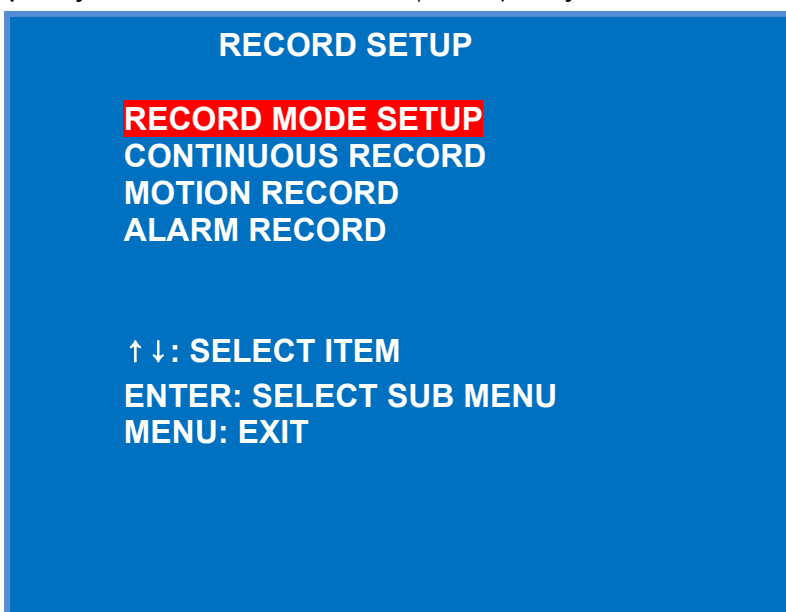 RECORD SETUP
RECORD MODE SETUP
CONTINUOUS RECORD
MOTION RECORD
ALARM RECORD
↑↓: SELECT ITEM
ENTER: SELECT SUB MENU
MENU: EXIT